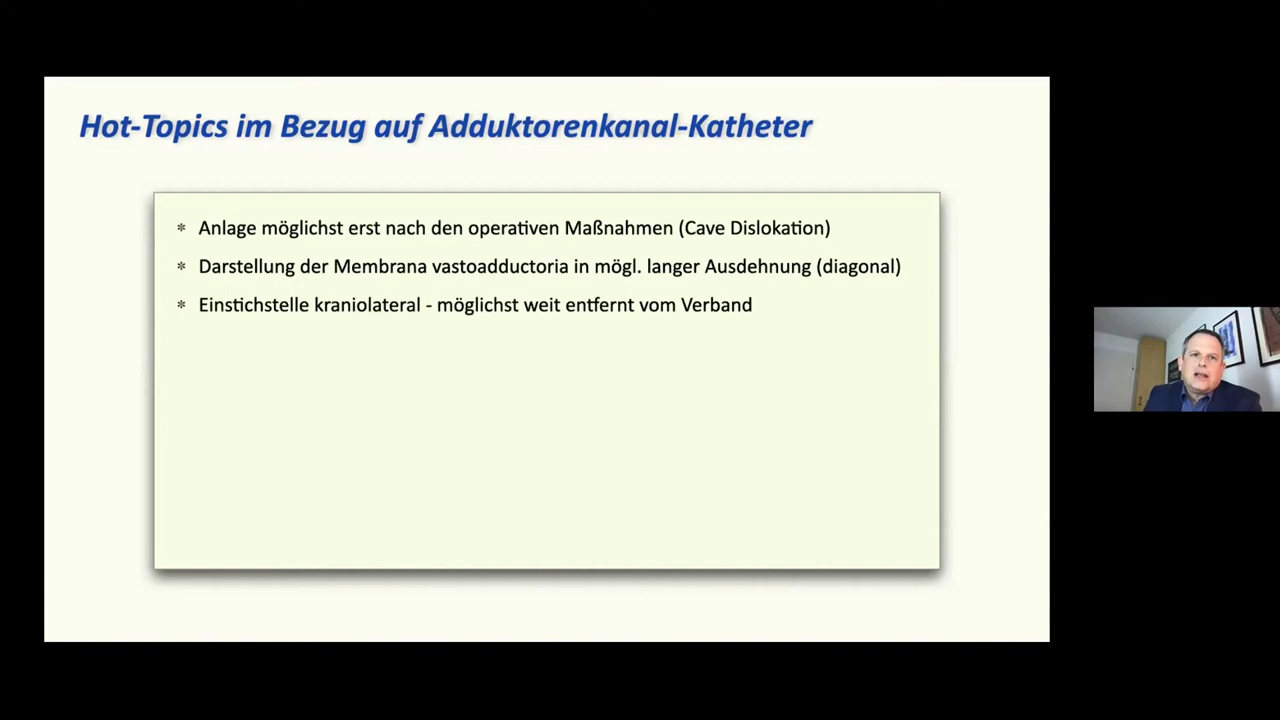 Hot-Topics im Bezug auf Adduktorenkanal-Katheter
* Anlage möglichst erst nach den operativen Maßnahmen (Cave Dislokation)
* Darstellung der Membrana vastoadductoria in mögl. langer Ausdehnung (diagonal)
* Einstichstelle kraniolateral - möglichst weit entfernt vom Verband